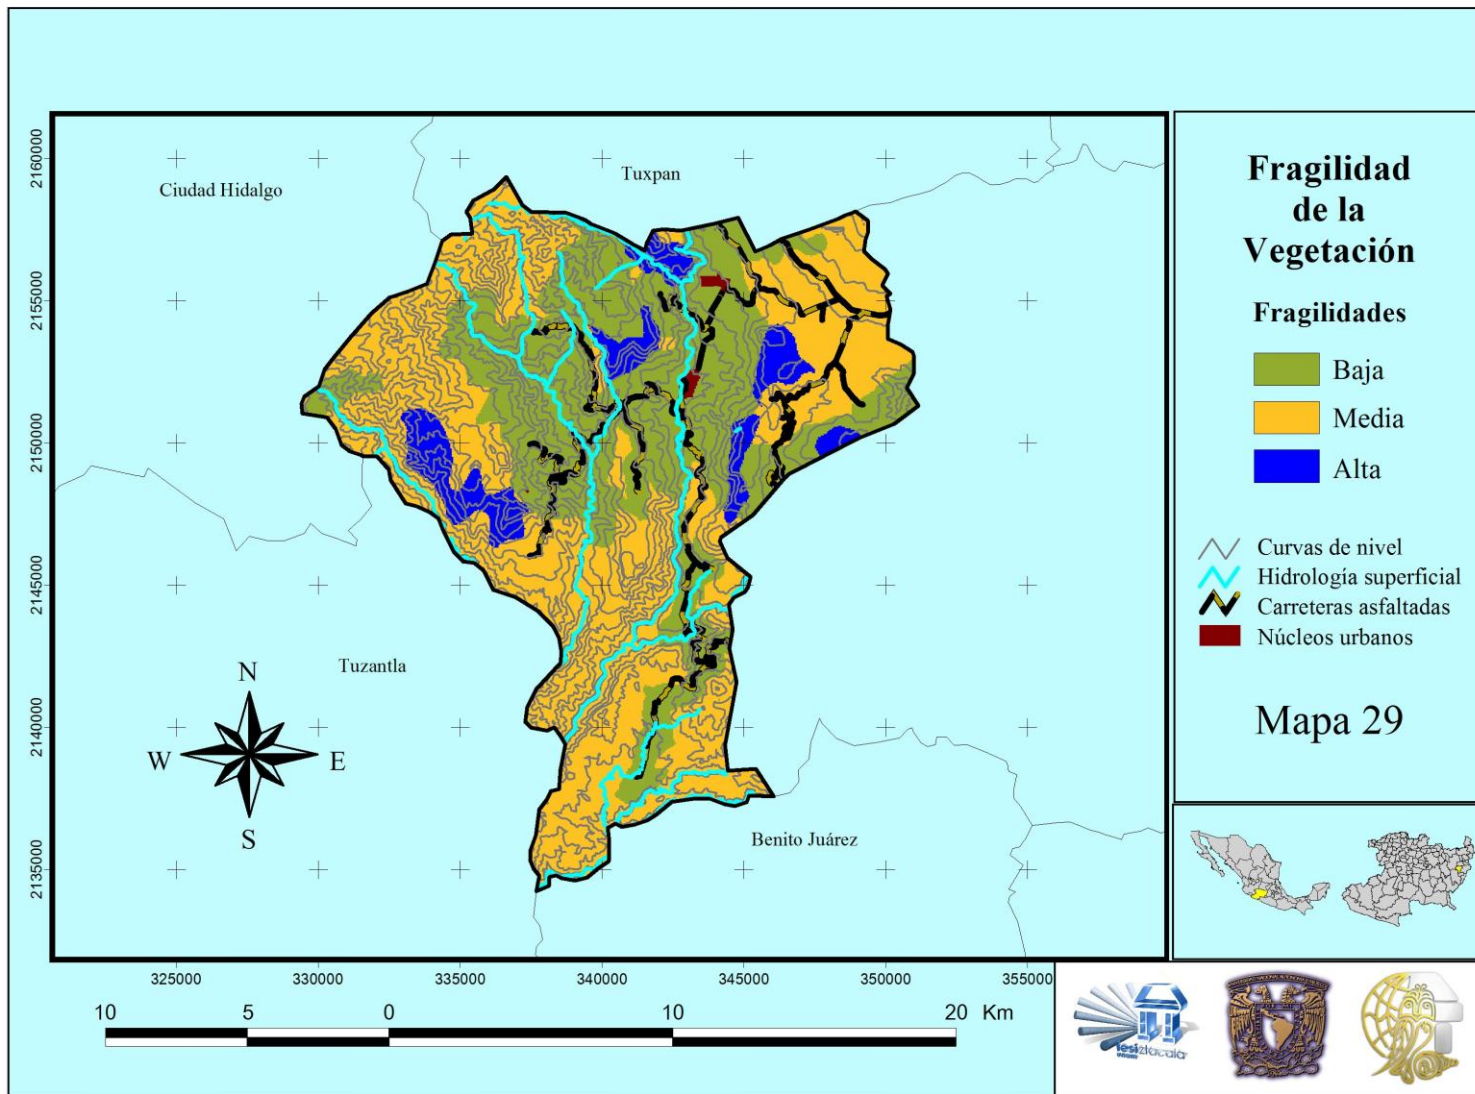 Ciudad Hidalgo
Tuxpan
Tuzantla
Benito Juárez
N
W
E
S
2160000
2155000
2150000
2145000
2140000
2135000
325000
330000
335000
340000
345000
350000
355000
10
5
0
10
20
Km
Fragilidad
de la
Vegetación
Fragilidades
Baja
Media
Alta
Curvas de nivel
Hidrología superficial
Carreteras asfaltadas
Núcleos urbanos
Mapa 29
iztacala